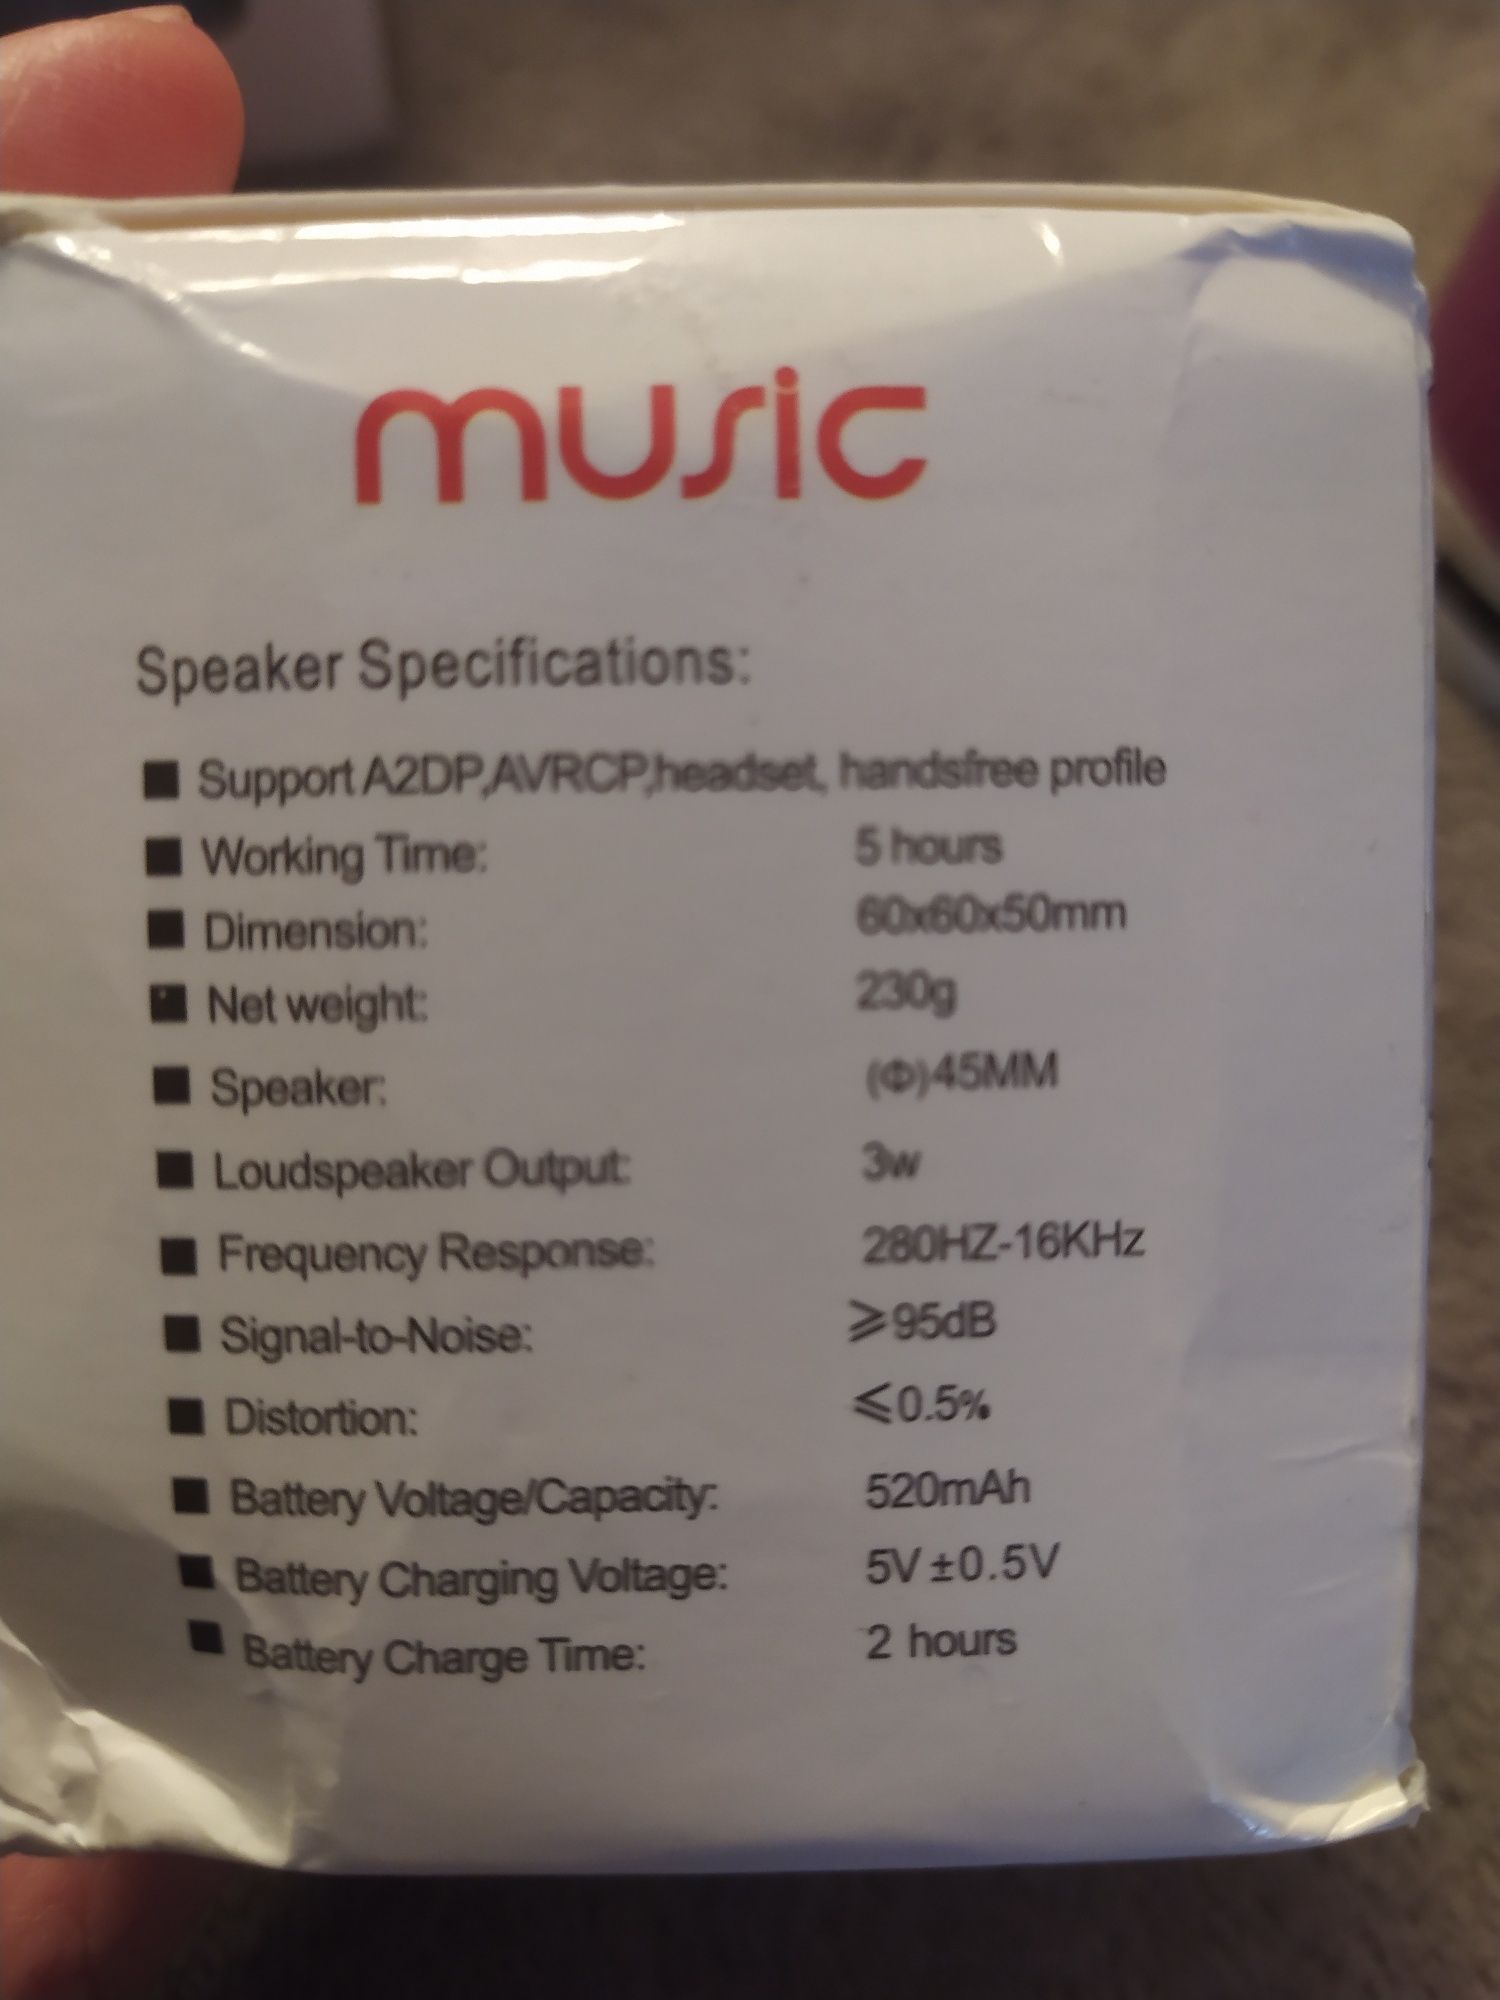 music
Speaker Specifications:
■ Support A2DP,AVRCP,headset, handsfree profile
■ Working Time: 5 hours
■ Dimension: 60x60x50mm
■ Net weight: 230g
■ Speaker: (Φ)45MM
■ Loudspeaker Output: 3w
■ Frequency Response: 280HZ-16KHz
■ Signal-to-Noise: ⩾95dB
■ Distortion: ⩽0.5%
■ Battery Voltage/Capacity: 520mAh
■ Battery Charging Voltage: 5V±0.5V
■ Battery Charge Time: 2 hours